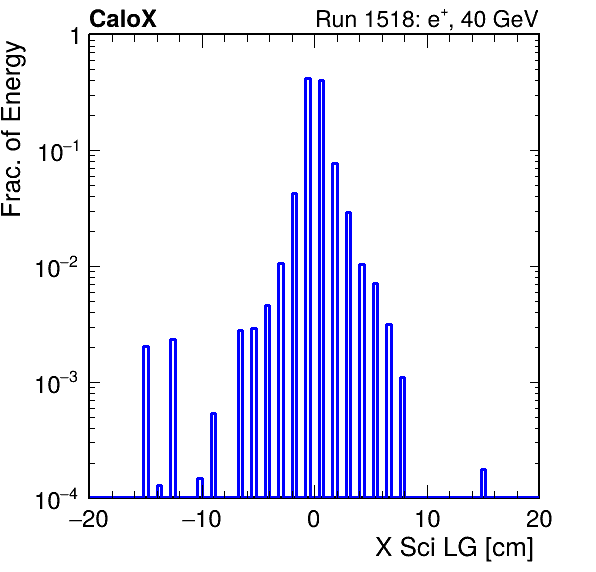 CaloX Run 1518: e⁺, 40 GeV
Frac. of Energy
1
10⁻¹
10⁻²
10⁻³
10⁻⁴
−20 −10 0 10 20
X Sci LG [cm]